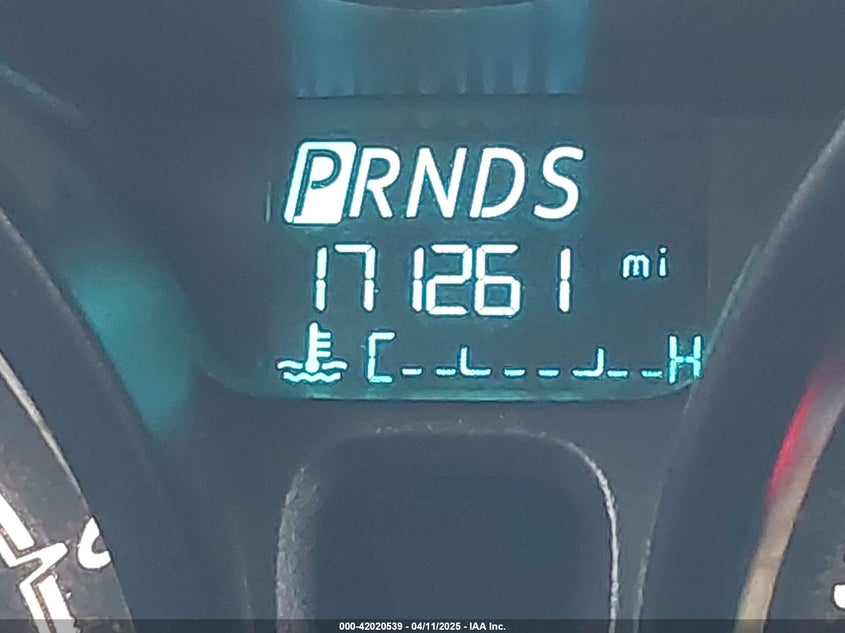 PRNDS
171261 mi
C H
000-42020539 - 04/11/2025 - IAA Inc.